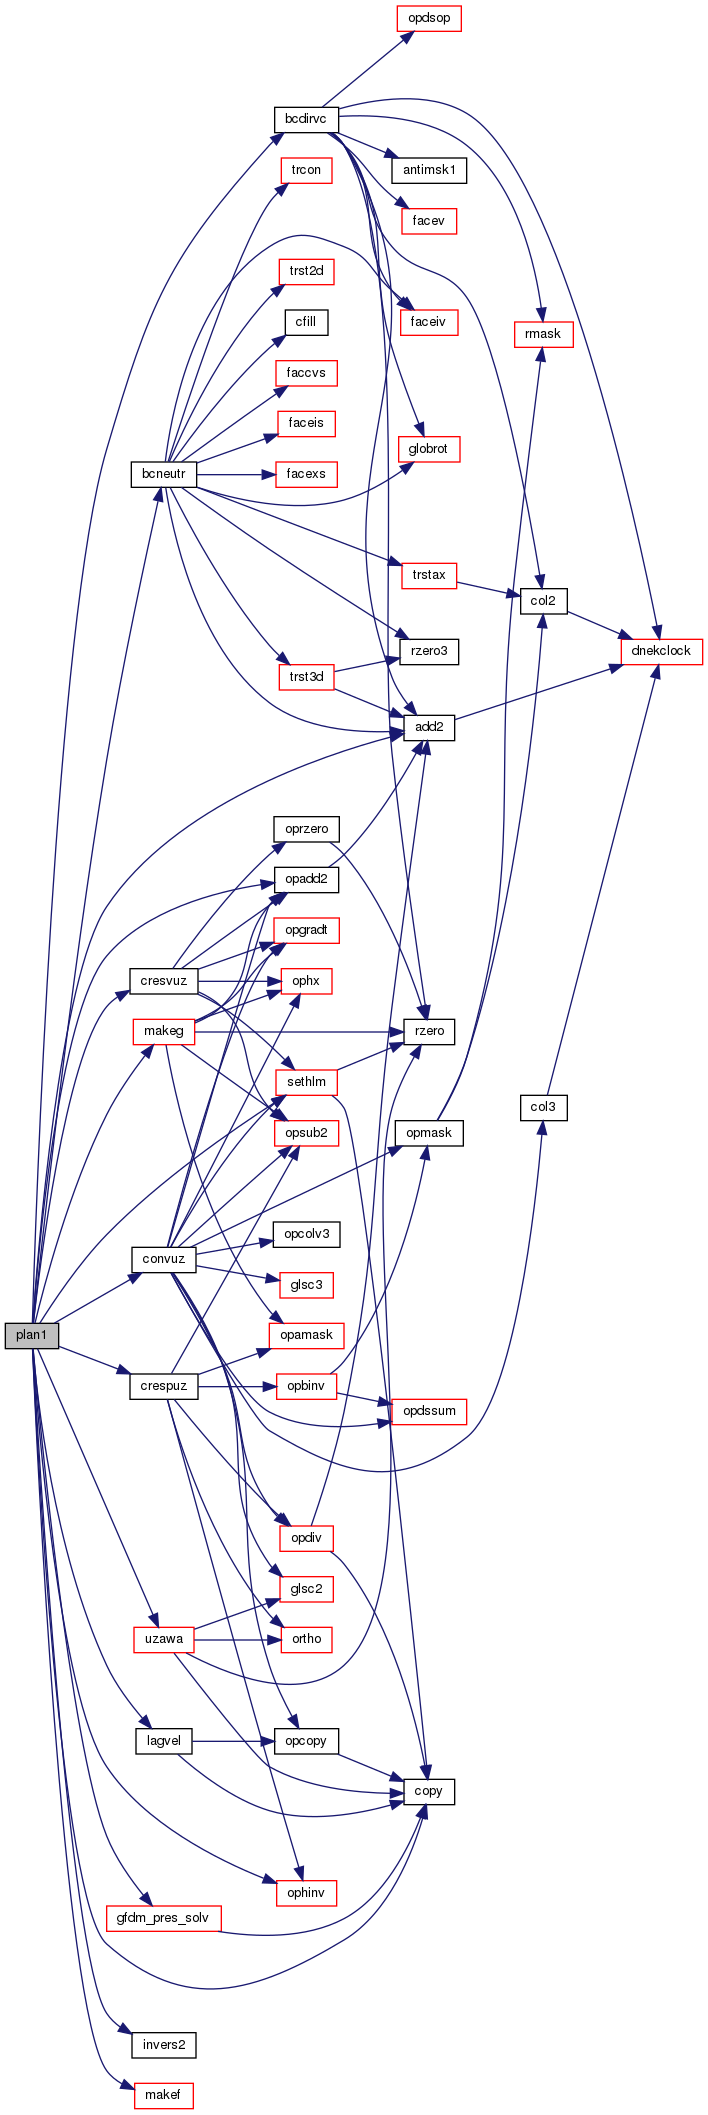 opdsop
bcdirvc
trcon
antimsk1
facev
trst2d
cfill
faceiv
rmask
faccvs
faceis
globrot
bcneutr
facexs
trstax
col2
rzero3
dnekclock
trst3d
add2
oprzero
opadd2
opgradt
cresvuz
ophx
makeg
rzero
sethlm
col3
opsub2
opmask
opcolv3
convuz
glsc3
plan1
opamask
crespuz
opbinv
opdssum
opdiv
glsc2
uzawa
ortho
lagvel
opcopy
copy
ophinv
gfdm_pres_solv
invers2
makef